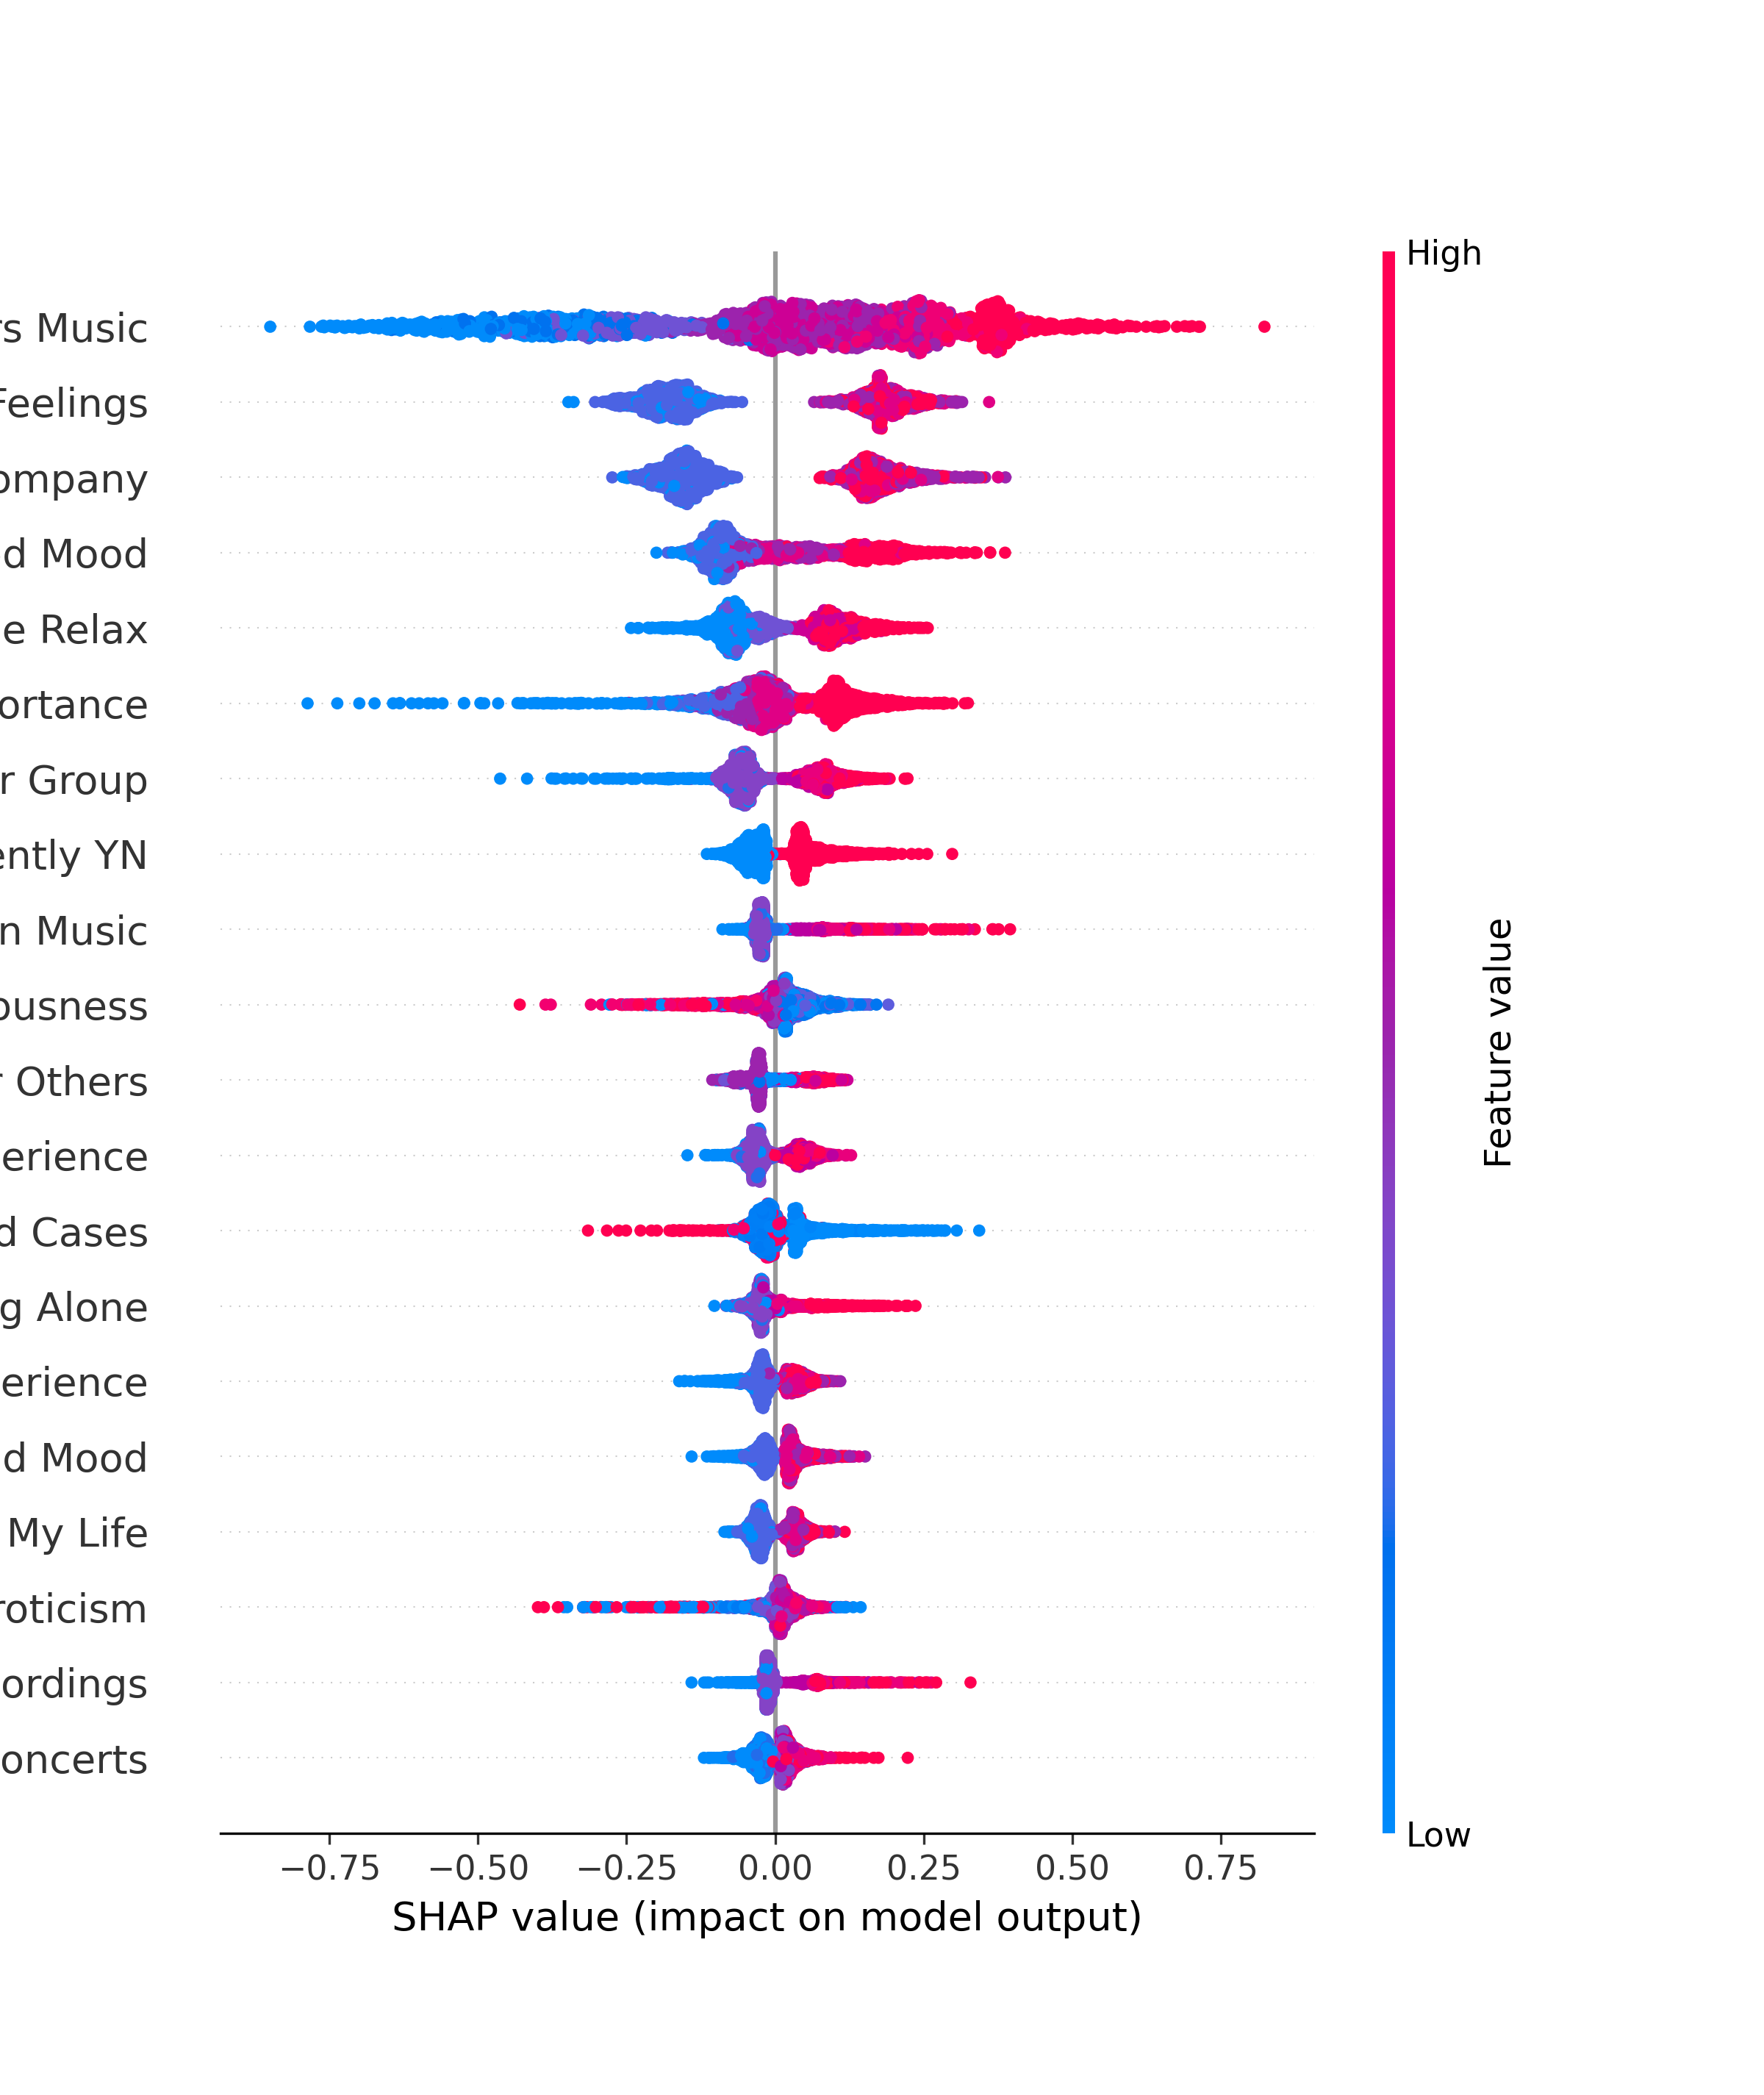 High
s Music
Feelings
ompany
d Mood
e Relax
ortance
r Group
ently YN
n Music
ousness
r Others
erience
d Cases
g Alone
erience
d Mood
My Life
roticism
ordings
oncerts
Low
Feature value
−0.75 −0.50 −0.25 0.00 0.25 0.50 0.75
SHAP value (impact on model output)